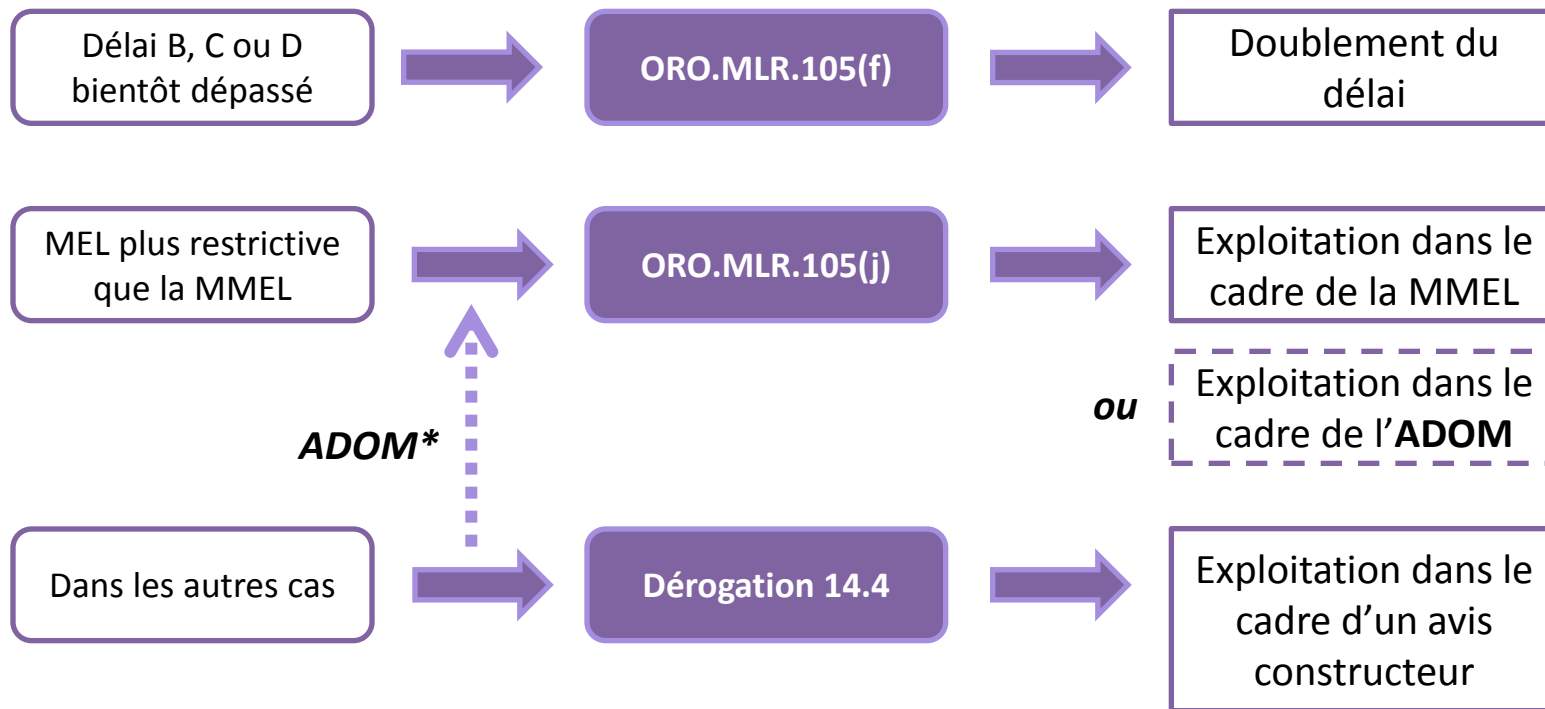 Délai B, C ou D
bientôt dépassé
ORO.MLR.105(f)
Doublement du
délai
MEL plus restrictive
que la MMEL
ORO.MLR.105(j)
Exploitation dans le
cadre de la MMEL
ADOM*
ou
Exploitation dans le
cadre de l’ADOM
Dans les autres cas
Dérogation 14.4
Exploitation dans le
cadre d’un avis
constructeur